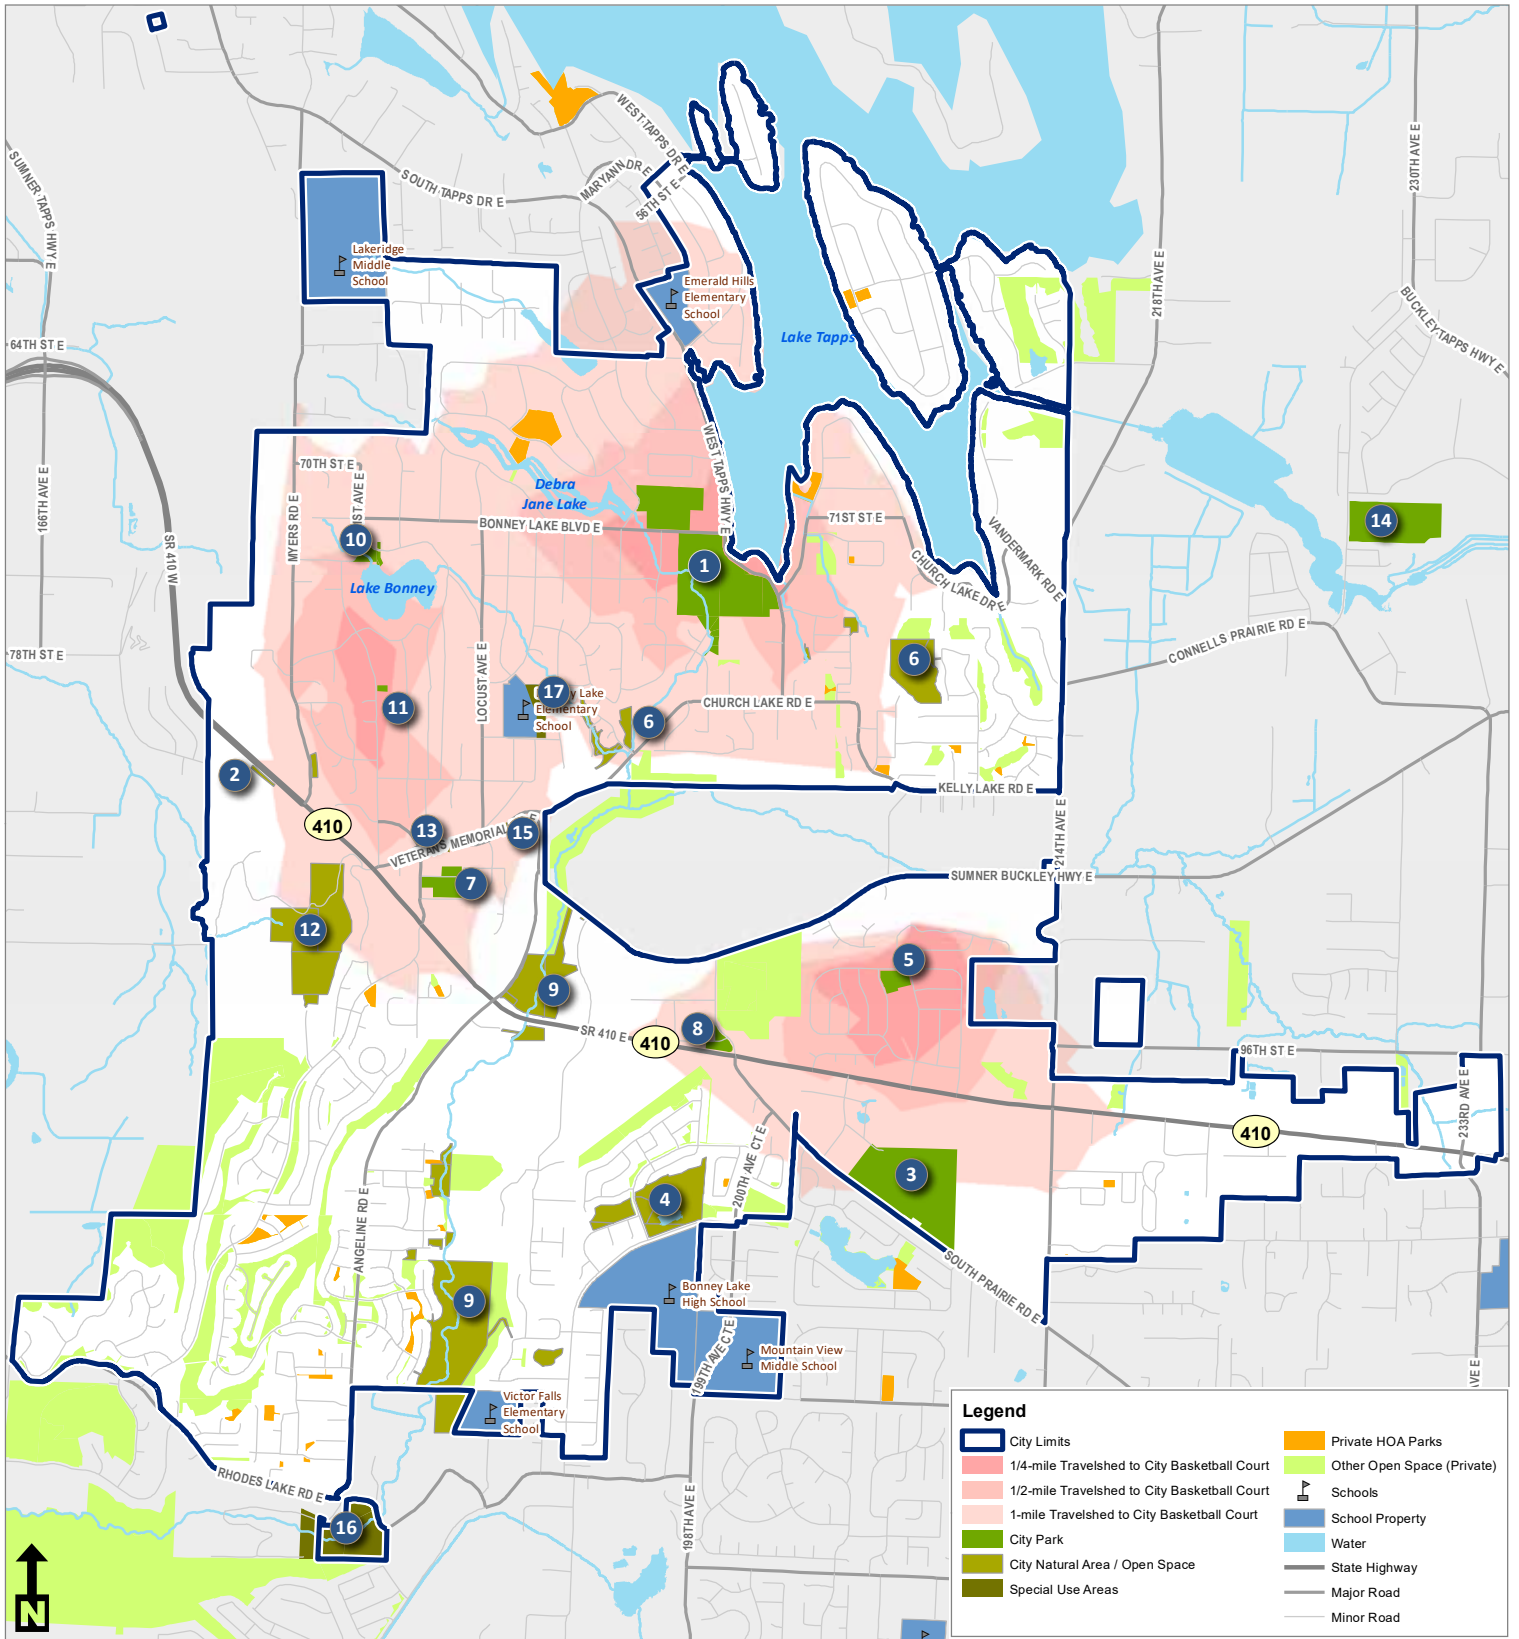 WEST TAPPS DR E
SUMNER TAPPS HWY E
230TH AVE E
SOUTH TAPPS DR E
MARYANN DR E
56TH ST E
Lakeridge
Middle
School
Emerald Hills
Elementary
School
218TH AVE E
BUCKLEY TAPPS HWY E
64TH ST E
Lake Tapps
WEST TAPPS HWY E
70TH ST E
Debra
Jane Lake
166TH AVE E
MYERS RD E
ST AVE E
BONNEY LAKE BLVD E
71ST ST E
14
SR 410 W
10
VANDERMARK RD E
1
CHURCH LAKE DR E
Lake Bonney
78TH ST E
CONNELLS PRAIRIE RD E
LOCUST AVE E
6
17
y Lake
Elementary
School
11
CHURCH LAKE RD E
6
2
KELLY LAKE RD E
410
13
VETERANS MEMORIAL
E
15
214TH AVE E
7
SUMNER BUCKLEY HWY E
12
5
9
8
SR 410 E
410
96TH ST E
233RD AVE E
410
200TH AVE CT E
3
4
ANGELINE RD E
SOUTH PRAIRIE RD E
Bonney Lake
High School
9
199TH AVE CT E
Mountain View
Middle School
VE E
Victor Falls
Elementary
School
RHODES LAKE RD E
16
198TH AVE E
N
Legend
City Limits
1/4-mile Travelshed to City Basketball Court
1/2-mile Travelshed to City Basketball Court
1-mile Travelshed to City Basketball Court
City Park
City Natural Area / Open Space
Special Use Areas
Private HOA Parks
Other Open Space (Private)
Schools
School Property
Water
State Highway
Major Road
Minor Road